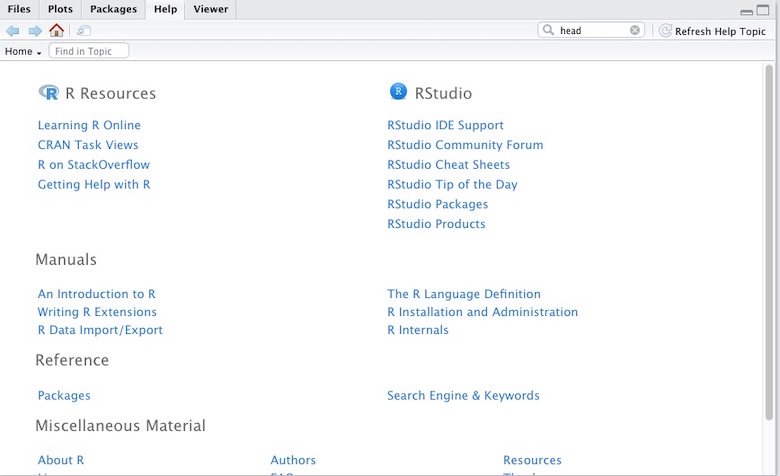 Files Plots Packages Help Viewer
head Refresh Help Topic
Home Find in Topic
R Resources
Learning R Online
CRAN Task Views
R on StackOverflow
Getting Help with R
R RStudio
RStudio IDE Support
RStudio Community Forum
RStudio Cheat Sheets
RStudio Tip of the Day
RStudio Packages
RStudio Products
Manuals
An Introduction to R The R Language Definition
Writing R Extensions R Installation and Administration
R Data Import/Export R Internals
Reference
Packages Search Engine & Keywords
Miscellaneous Material
About R Authors Resources